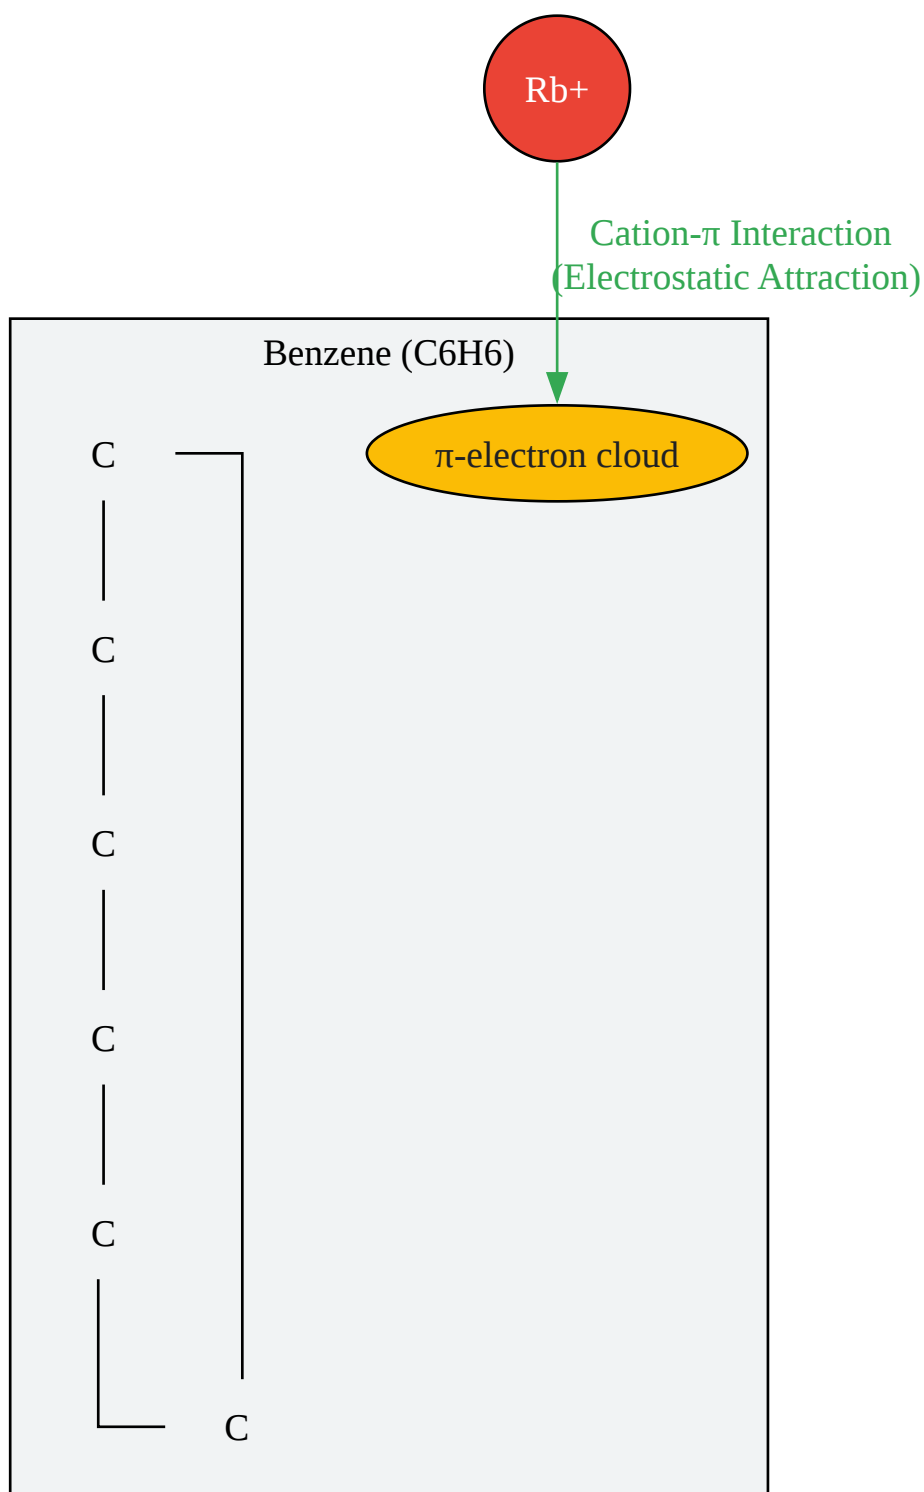 Rb+
Cation-π Interaction
(Electrostatic Attraction)
Benzene (C6H6)
C
π-electron cloud
C
C
C
C
C